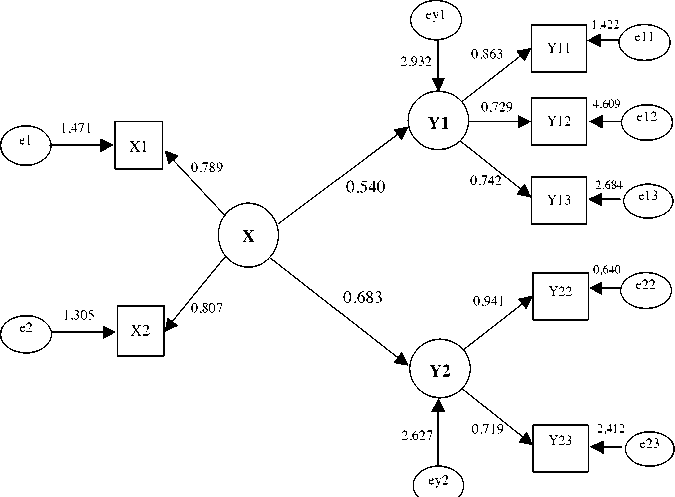 ey1
1.422
e11
Y11
0.863
2.932
4.609
0.729
e12
Y12
Y1
1.471
e1
X1
0.789
0.742
2.684
e13
Y13
0.540
X
0.640
e22
Y22
0.683
0.941
1.305
0.807
e2
X2
Y2
2.627
0.719
2.412
e23
Y23
ey2